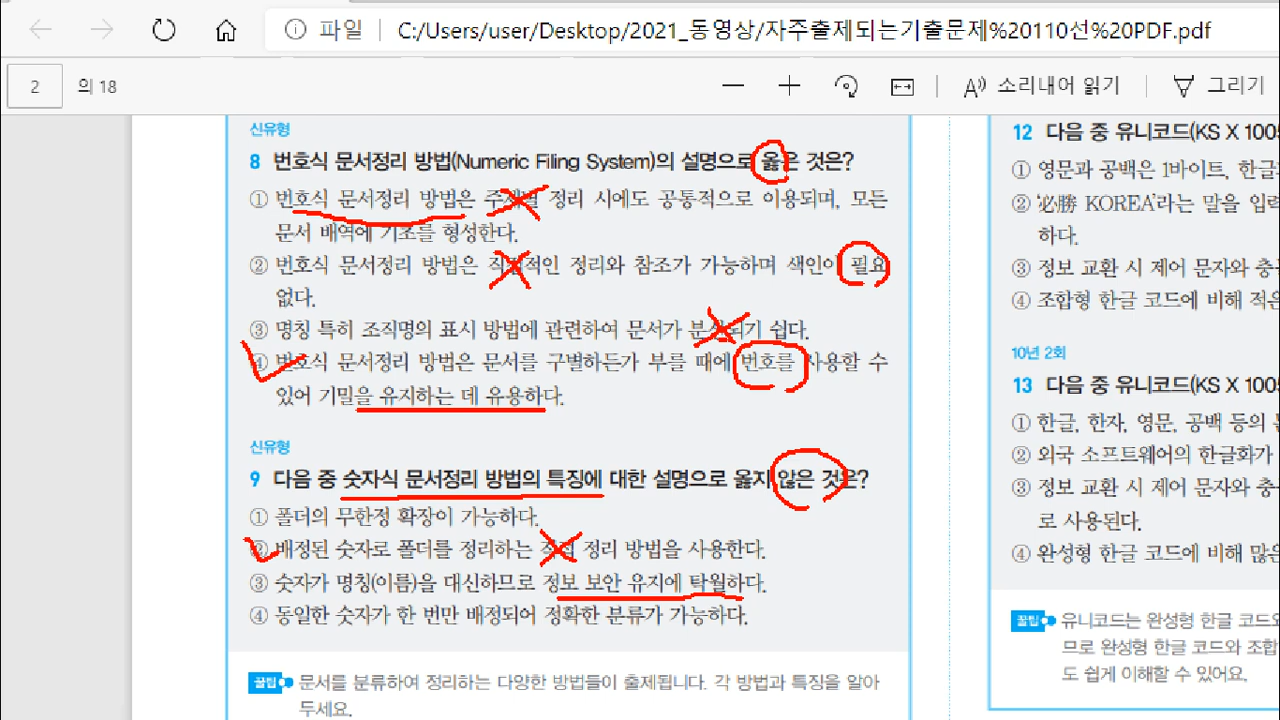 파일
C:/Users/user/Desktop/2021_동영상/자주출제되는기출문제%20110선%20PDF.pdf
2 의 18
소리내어 읽기
그리기
신유형
8 번호식 문서정리 방법(Numeric Filing System)의 설명으로 옳은 것은?
① 번호식 문서정리 방법은 주제별 정리 시에도 공통적으로 이용되며, 모든
문서 배역에 기초를 형성한다.
② 번호식 문서정리 방법은 직접적인 정리와 참조가 가능하며 색인이 필요
없다.
③ 명칭 특히 조직명의 표시 방법에 관련하여 문서가 분산되기 쉽다.
④ 번호식 문서정리 방법은 문서를 구별하든가 부를 때에 번호를 사용할 수
있어 기밀을 유지하는 데 유용하다.
신유형
9 다음 중 숫자식 문서정리 방법의 특징에 대한 설명으로 옳지 않은 것은?
① 폴더의 무한정 확장이 가능하다.
② 배정된 숫자로 폴더를 정리하는 직접 정리 방법을 사용한다.
③ 숫자가 명칭(이름)을 대신하므로 정보 보안 유지에 탁월하다.
④ 동일한 숫자가 한 번만 배정되어 정확한 분류가 가능하다.
꿀팁 문서를 분류하여 정리하는 다양한 방법들이 출제됩니다. 각 방법과 특징을 알아
두세요.
12 다음 중 유니코드(KS X 1005
① 영문과 공백은 1바이트, 한글
② '必勝 KOREA'라는 말을 입력
하다.
③ 정보 교환 시 제어 문자와 충
④ 조합형 한글 코드에 비해 적은
10년 2회
13 다음 중 유니코드(KS X 1005
① 한글, 한자, 영문, 공백 등의
② 외국 소프트웨어의 한글화가
③ 정보 교환 시 제어 문자와 충
로 사용된다.
④ 완성형 한글 코드에 비해 많은
꿀팁 유니코드는 완성형 한글 코드와
므로 완성형 한글 코드와 조합
도 쉽게 이해할 수 있어요.